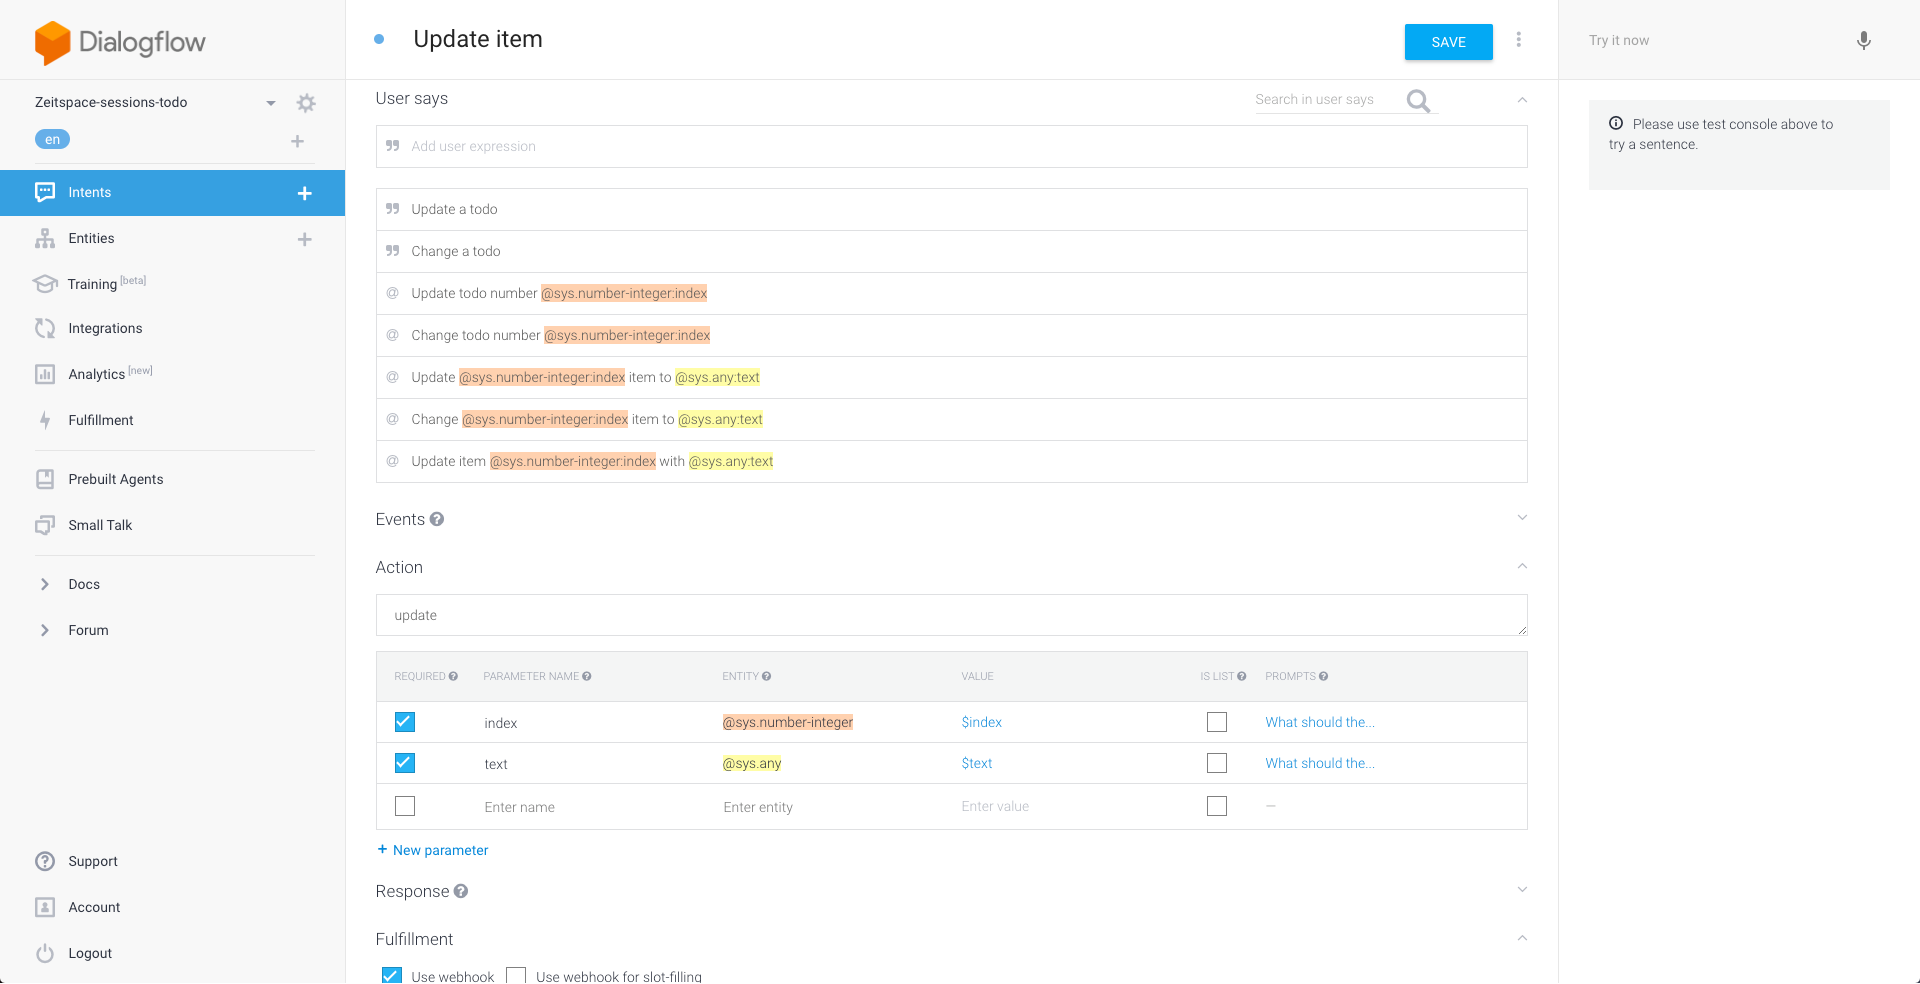 Dialogflow
Zeitspace-sessions-todo
en
Intents
Entities
Training [beta]
Integrations
Analytics [new]
Fulfillment
Prebuilt Agents
Small Talk
Docs
Forum
Support
Account
Logout
Update item
SAVE
User says
Search in user says
Add user expression
Update a todo
Change a todo
@ Update todo number @sys.number-integer:index
@ Change todo number @sys.number-integer:index
@ Update @sys.number-integer:index item to @sys.any:text
@ Change @sys.number-integer:index item to @sys.any:text
@ Update item @sys.number-integer:index with @sys.any:text
Events
Action
update
REQUIRED PARAMETER NAME ENTITY VALUE IS LIST PROMPTS
index @sys.number-integer $index What should the...
text @sys.any $text What should the...
Enter name Enter entity Enter value —
+ New parameter
Response
Fulfillment
Use webhook Use webhook for slot-filling
Try it now
Please use test console above to
try a sentence.